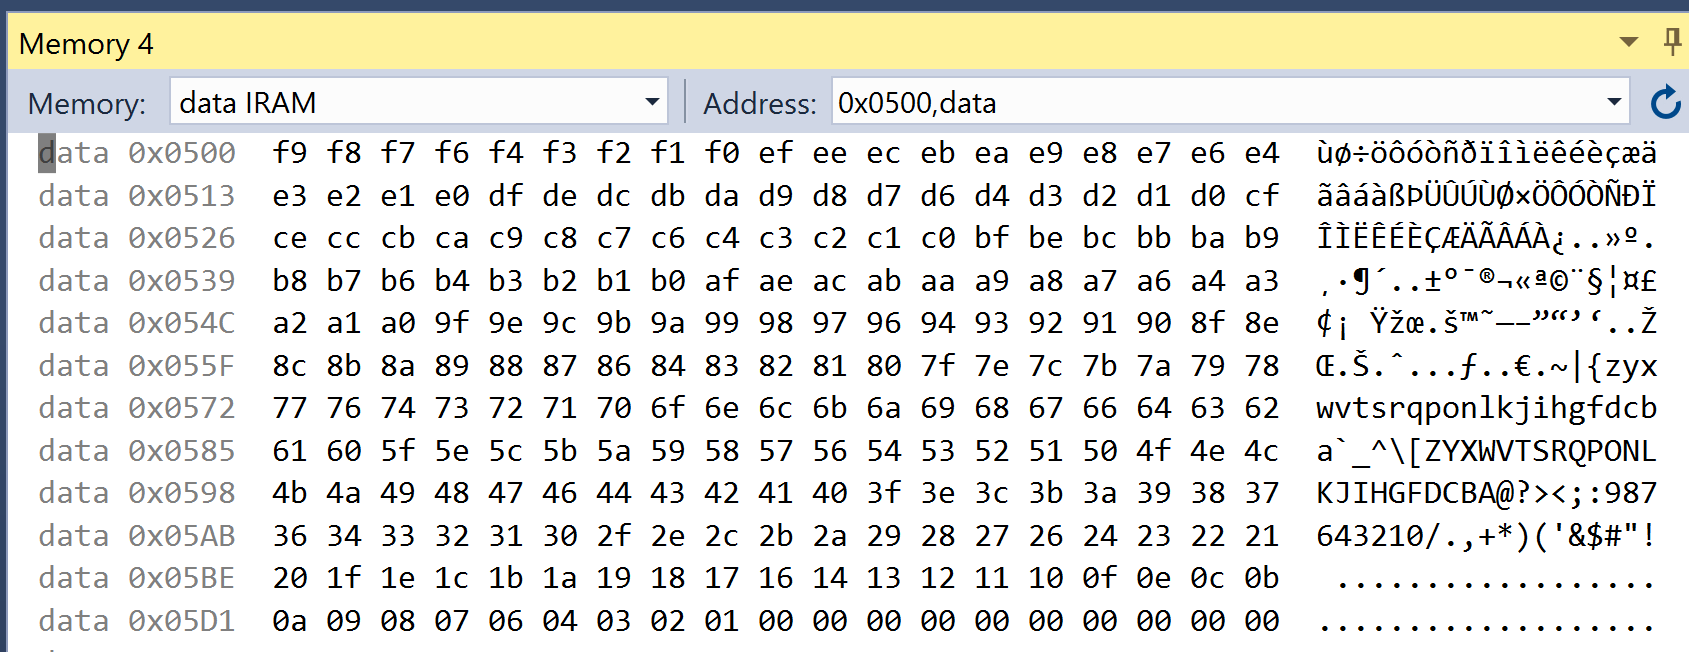 Memory 4
Memory: data IRAM Address: 0x0500,data
data 0x0500 f9 f8 f7 f6 f4 f3 f2 f1 f0 ef ee ec eb ea e9 e8 e7 e6 e4 ùø÷öôóòñðïîìëêéèçæä
data 0x0513 e3 e2 e1 e0 df de dc db da d9 d8 d7 d6 d4 d3 d2 d1 d0 cf ãâáàßÞÜÛÚÙØ×ÖÔÓÒÑÐÏ
data 0x0526 ce cc cb ca c9 c8 c7 c6 c4 c3 c2 c1 c0 bf be bc bb ba b9 ÎÌËÊÉÈÇÆÄÃÂÁÀ¿..»º.
data 0x0539 b8 b7 b6 b4 b3 b2 b1 b0 af ae ac ab aa a9 a8 a7 a6 a4 a3 ¸·¶´..±°¯®¬«ª©¨§¦¤£
data 0x054C a2 a1 a0 9f 9e 9c 9b 9a 99 98 97 96 94 93 92 91 90 8f 8e ¢¡ Ÿžœ.š™˜—–”“’‘..Ž
data 0x055F 8c 8b 8a 89 88 87 86 84 83 82 81 80 7f 7e 7c 7b 7a 79 78 Œ.Š.ˆ...ƒ..€.~|{zyx
data 0x0572 77 76 74 73 72 71 70 6f 6e 6c 6b 6a 69 68 67 66 64 63 62 wvtsrqponlkjihgfdcb
data 0x0585 61 60 5f 5e 5c 5b 5a 59 58 57 56 54 53 52 51 50 4f 4e 4c a`_^\[ZYXWVTSRQPONL
data 0x0598 4b 4a 49 48 47 46 44 43 42 41 40 3f 3e 3c 3b 3a 39 38 37 KJIHGFDCBA@?><;:987
data 0x05AB 36 34 33 32 31 30 2f 2e 2c 2b 2a 29 28 27 26 24 23 22 21 643210/.,+*)('&$#"!
data 0x05BE 20 1f 1e 1c 1b 1a 19 18 17 16 14 13 12 11 10 0f 0e 0c 0b ..................
data 0x05D1 0a 09 08 07 06 04 03 02 01 00 00 00 00 00 00 00 00 00 00 ...................